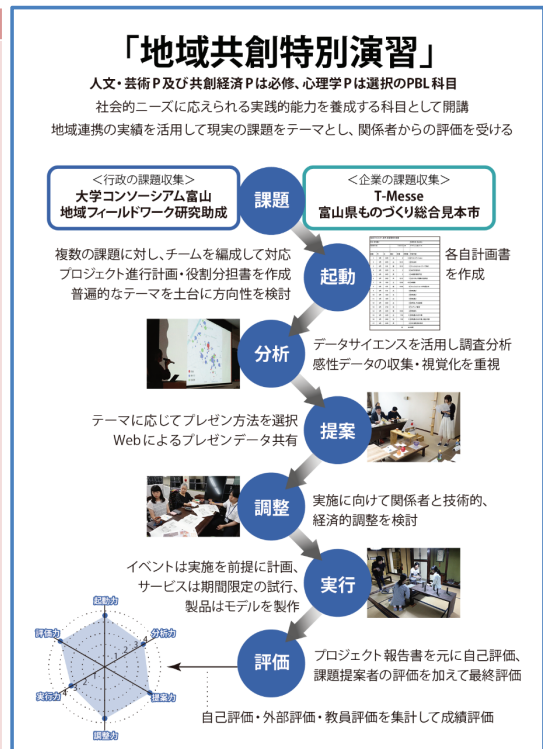 「地域共創特別演習」
人文・芸術P及び共創経済Pは必修、心理学Pは選択のPBL科目
社会的ニーズに応えられる実践的能力を養成する科目として開講
地域連携の実績を活用して現実の課題をテーマとし、関係者からの評価を受ける
＜行政の課題収集＞
大学コンソーシアム富山
地域フィールドワーク研究助成
課題
＜企業の課題収集＞
T-Messe
富山県ものづくり総合見本市
複数の課題に対し、チームを編成して対応
プロジェクト進行計画・役割分担書を作成
普遍的なテーマを土台に方向性を検討
起動
各自計画書
を作成
分析
データサイエンスを活用し調査分析
感性データの収集・視覚化を重視
テーマに応じてプレゼン方法を選択
Webによるプレゼンデータ共有
提案
調整
実施に向けて関係者と技術的、
経済的調整を検討
イベントは実施を前提に計画、
サービスは期間限定の試行、
製品はモデルを製作
実行
評価
プロジェクト報告書を元に自己評価、
課題提案者の評価を加えて最終評価
起動力
評価力
分析力
1 2 3 4
4 3 2 1
実行力
提案力
調整力
自己評価・外部評価・教員評価を集計して成績評価